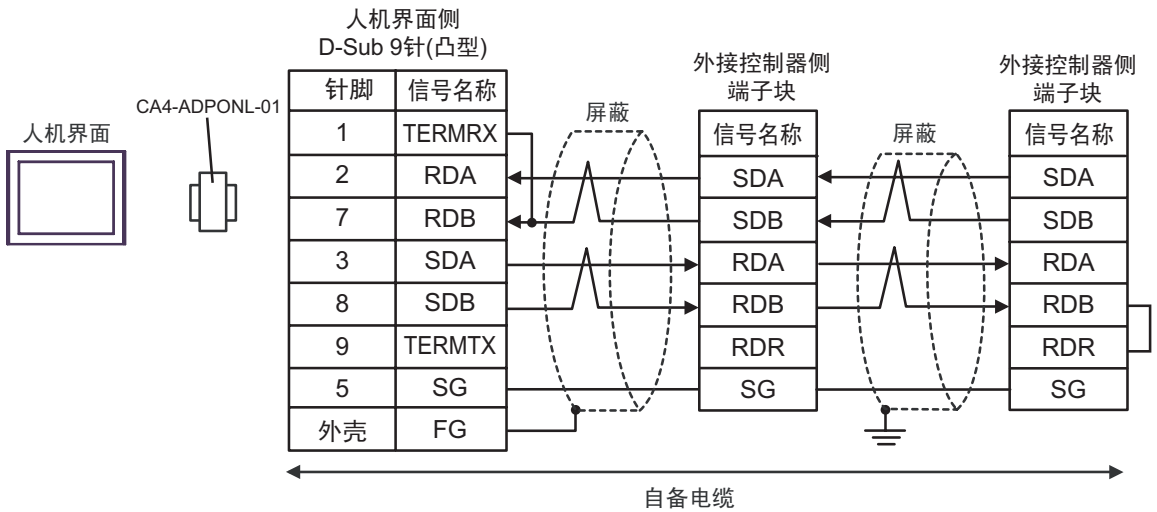 人机界面侧
D-Sub 9针(凸型)
外接控制器侧
端子块
外接控制器侧
端子块
CA4-ADPONL-01
人机界面
针脚 信号名称
屏蔽
信号名称
屏蔽
信号名称
1 TERMRX
2 RDA SDA SDA
7 RDB SDB SDB
3 SDA RDA RDA
8 SDB RDB RDB
9 TERMTX RDR RDR
5 SG SG SG
外壳 FG
自备电缆